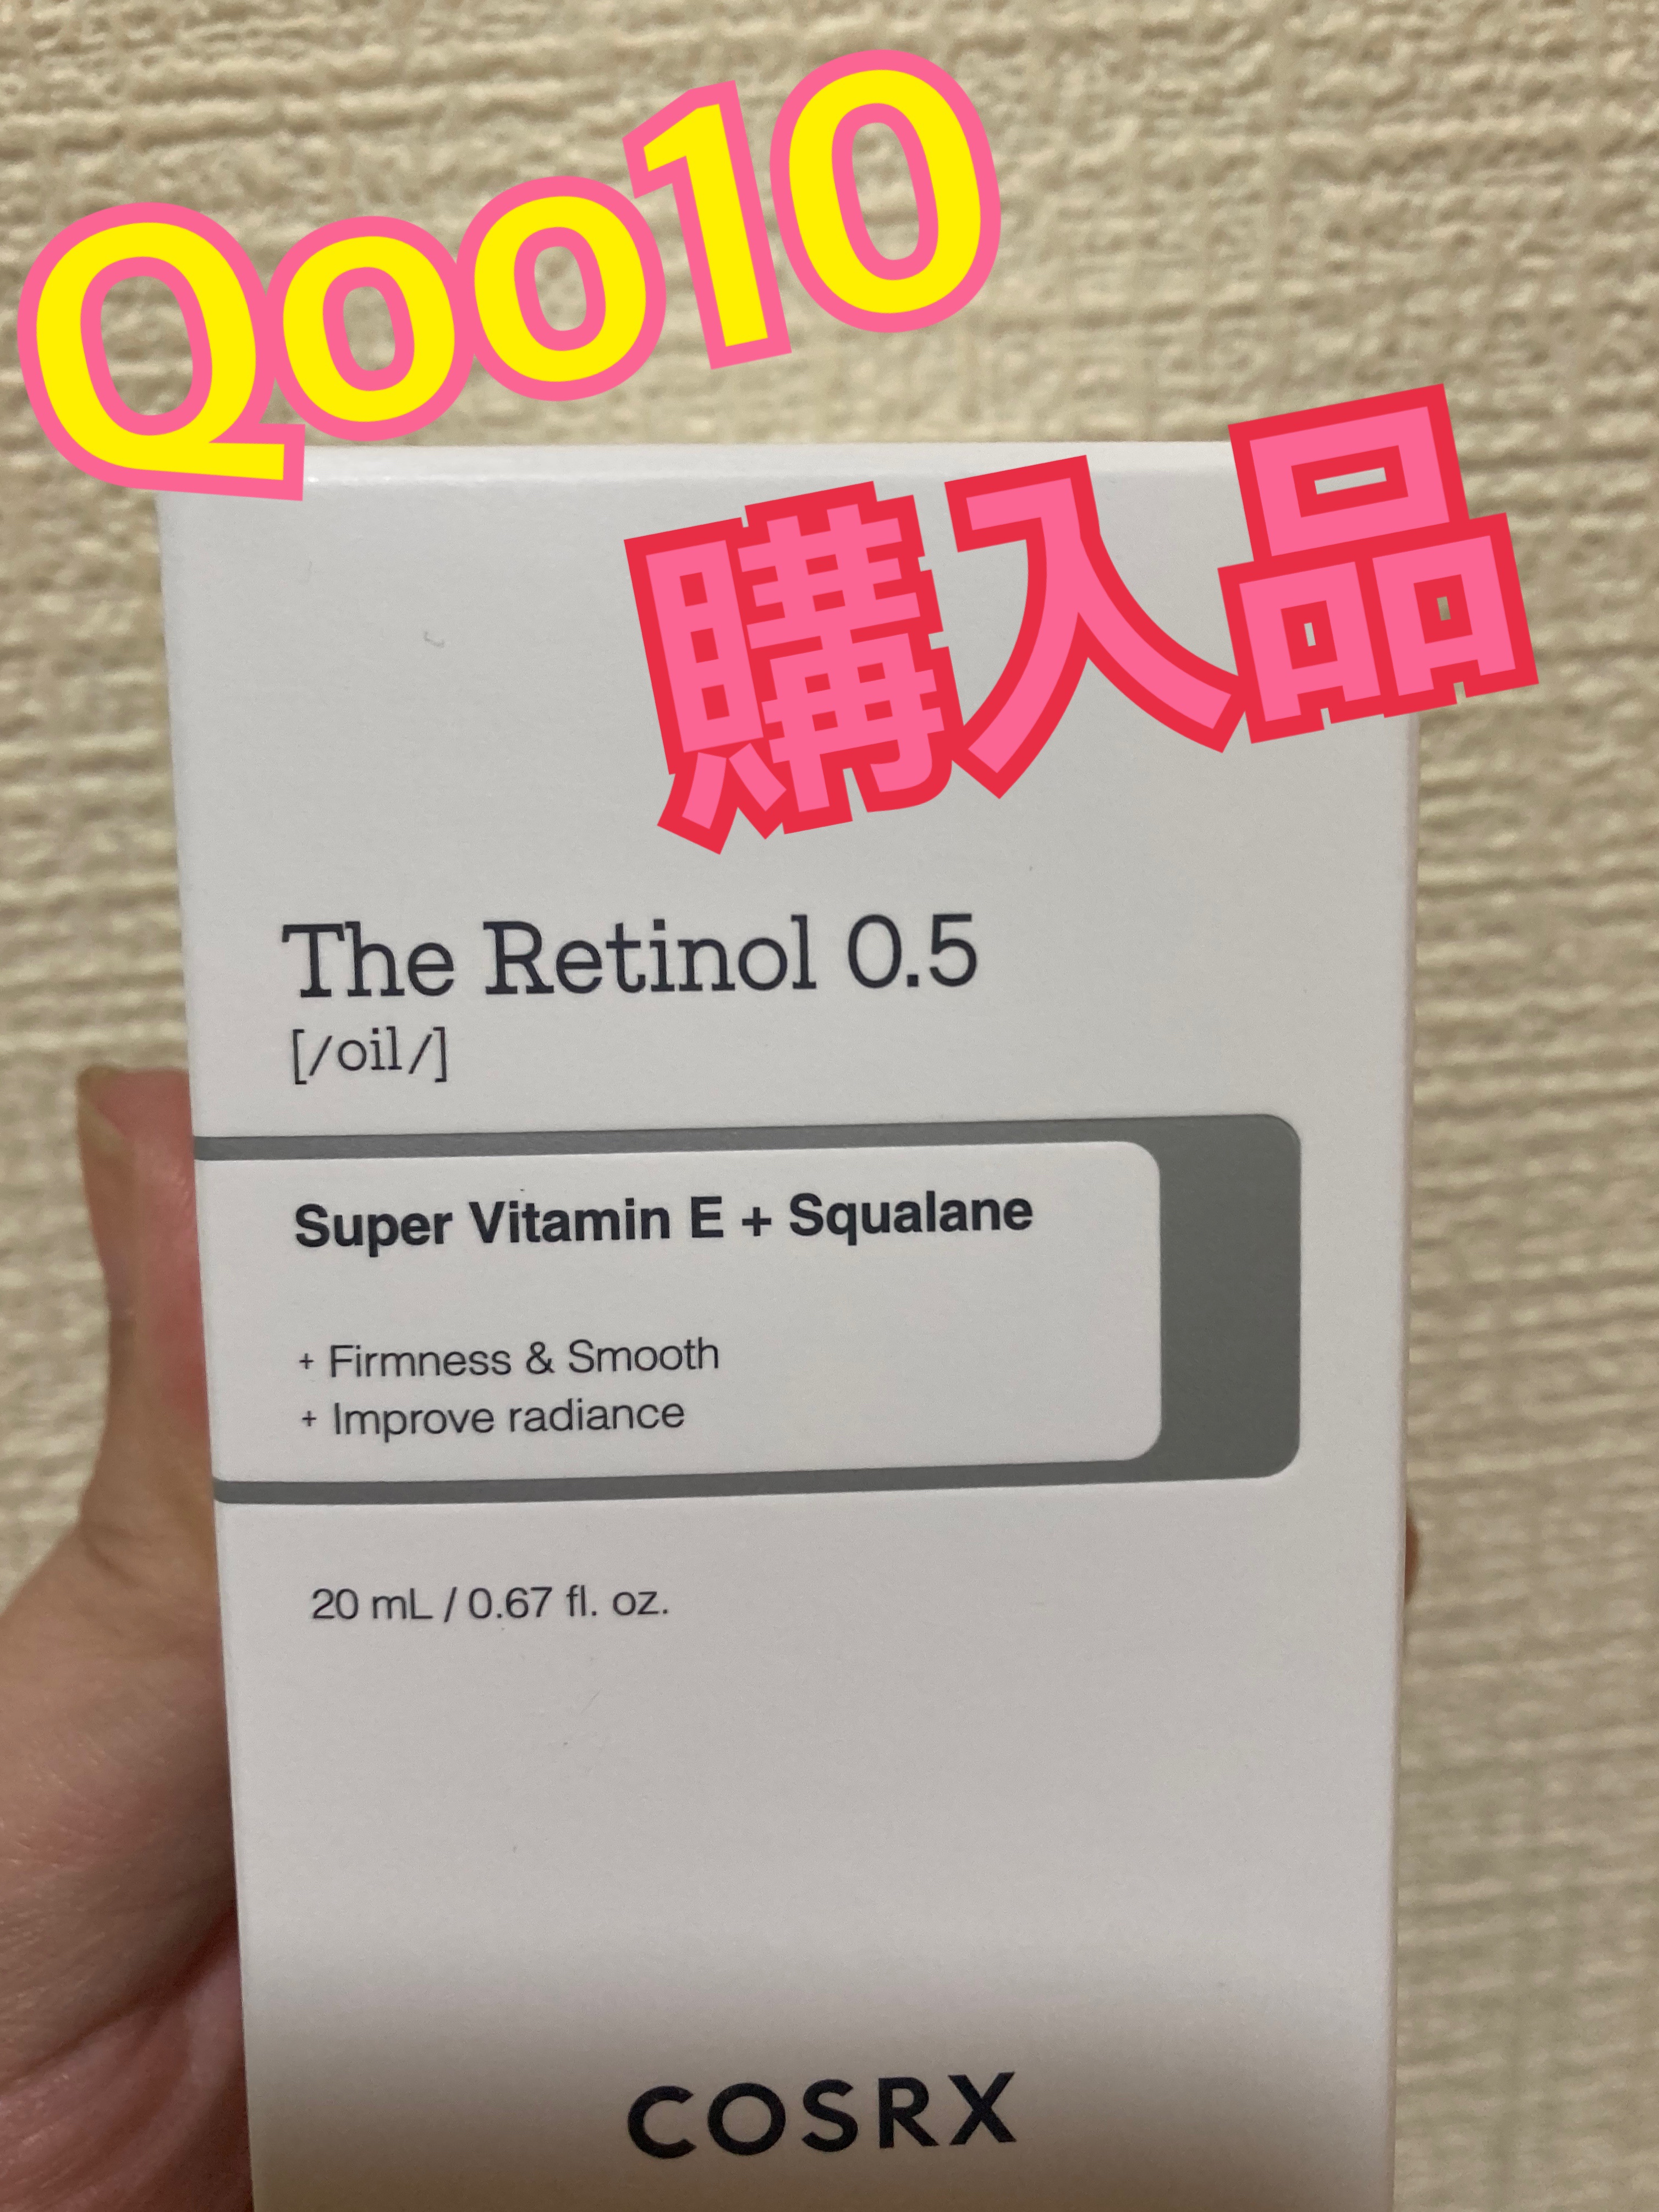 Qoo10
購入品
The Retinol 0.5
[/oil/]
Super Vitamin E + Squalane
+ Firmness & Smooth
+ Improve radiance
20 mL / 0.67 fl. oz.
COSRX